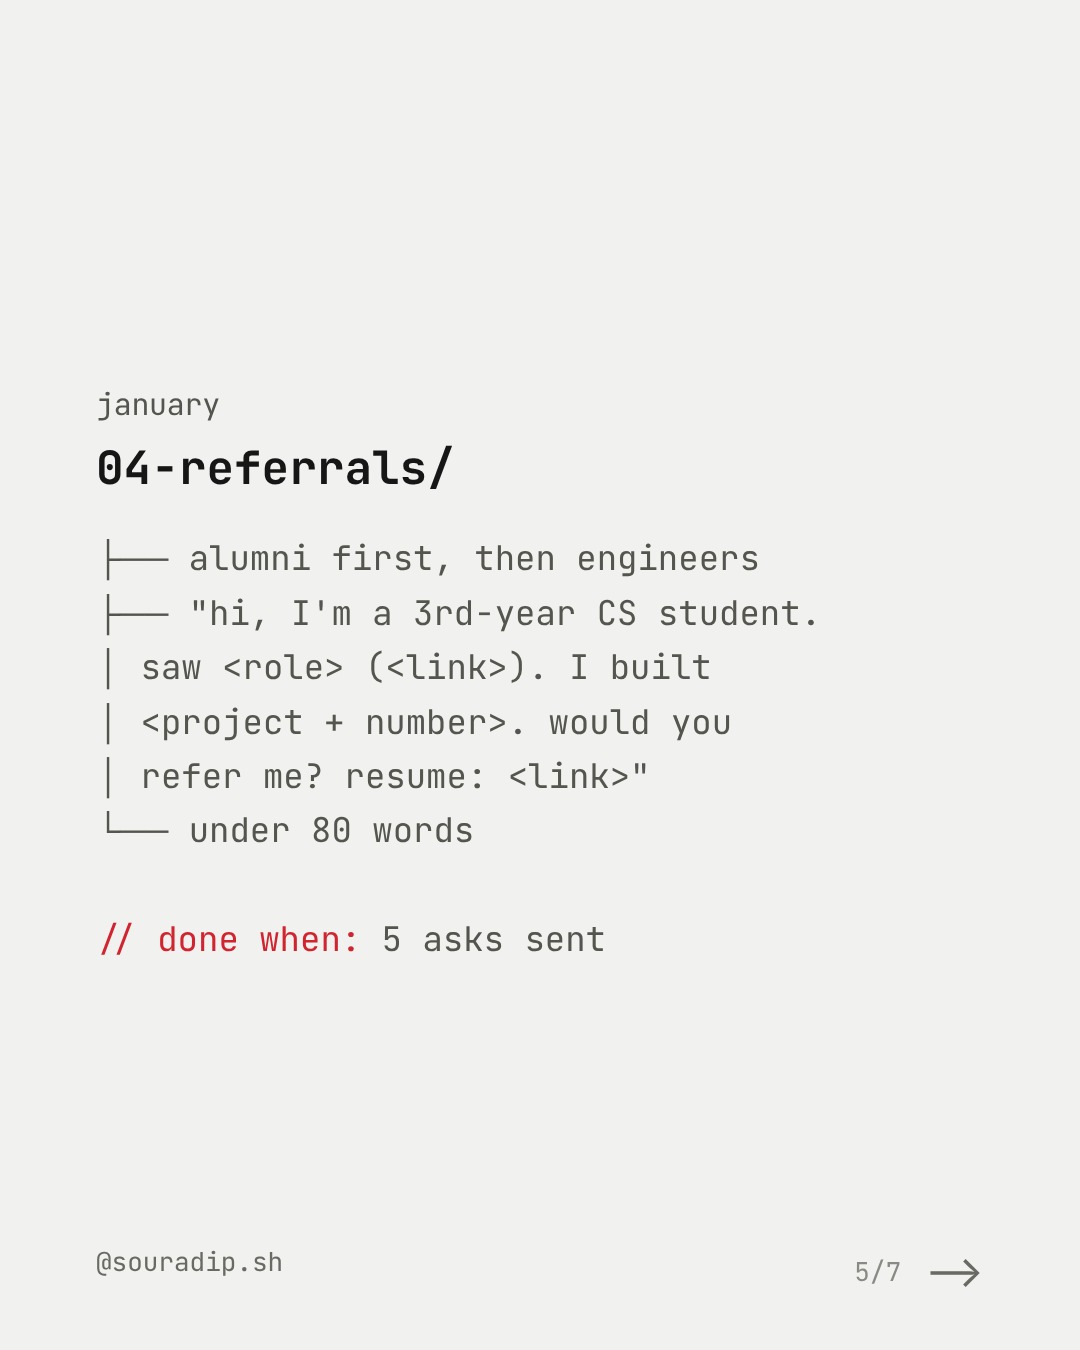 january
04-referrals/
├── alumni first, then engineers
├── "hi, I'm a 3rd-year CS student.
│ saw <role> (<link>). I built
│ <project + number>. would you
│ refer me? resume: <link>"
└── under 80 words
// done when: 5 asks sent
@souradip.sh
5/7 →